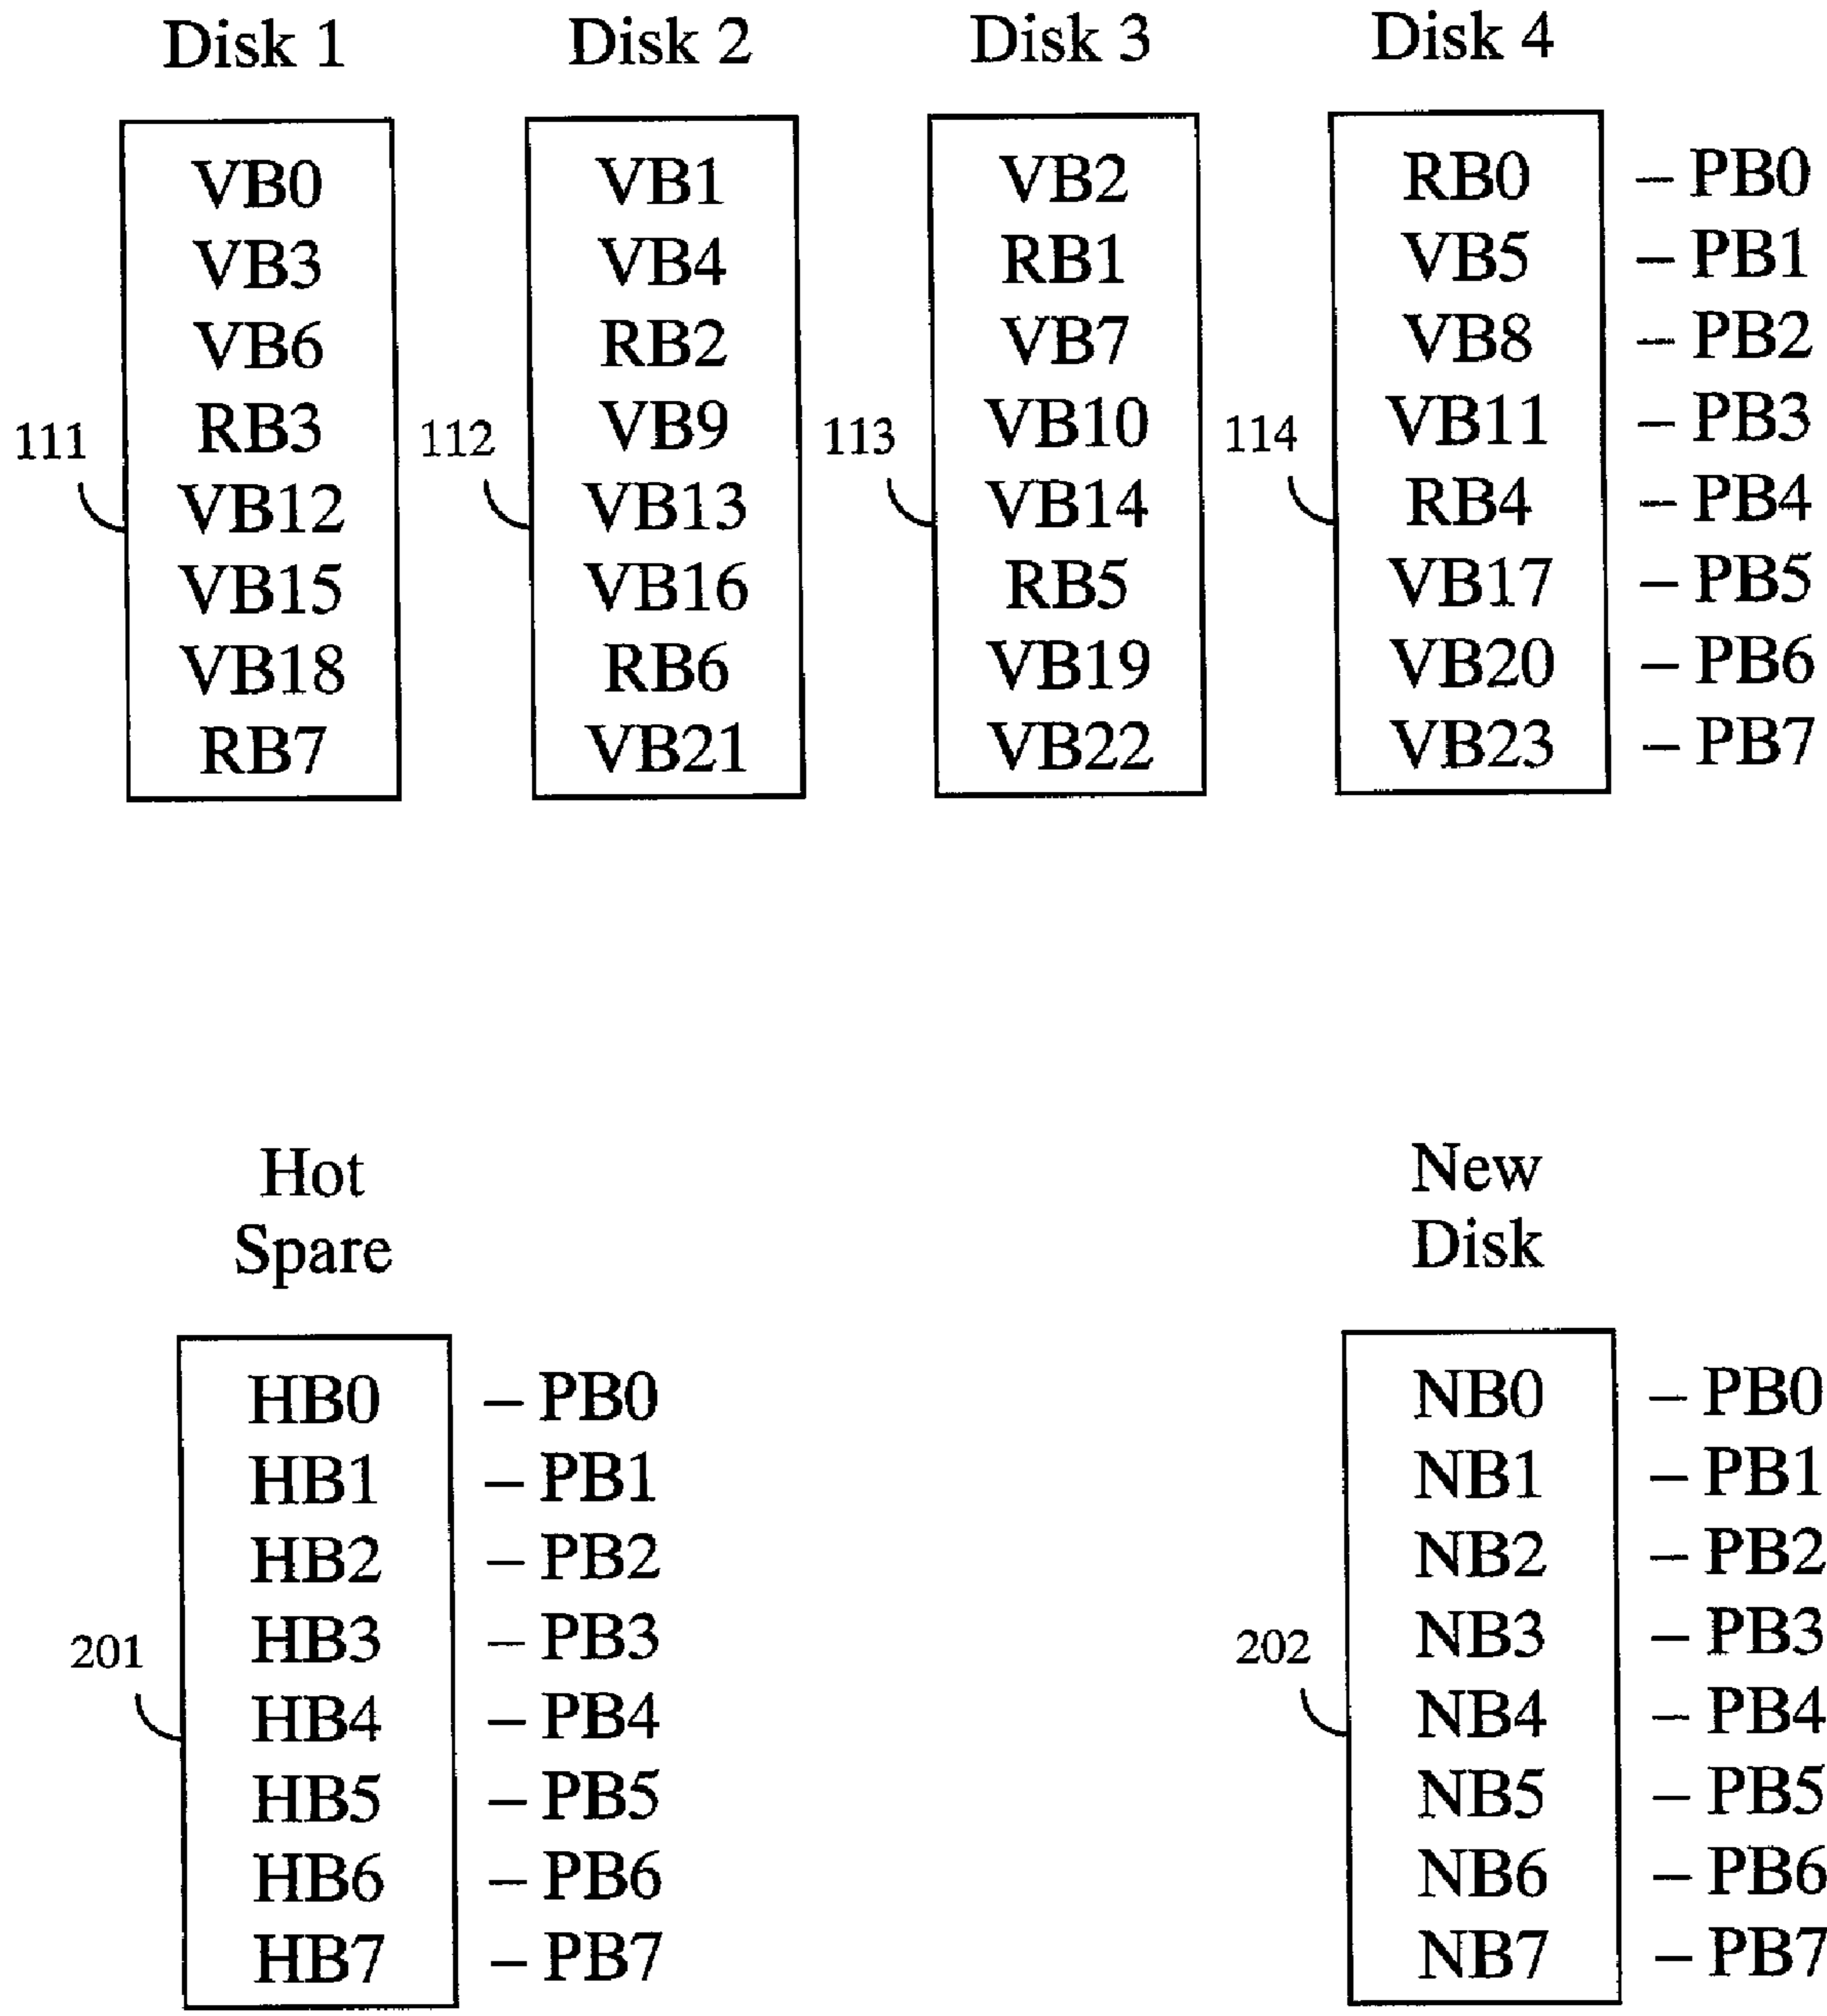 Disk 1 Disk 2 Disk 3 Disk 4
VB0 VB1 VB2 RB0 – PB0
VB3 VB4 RB1 VB5 – PB1
VB6 RB2 VB7 VB8 – PB2
111 RB3 112 VB9 113 VB10 114 VB11 – PB3
VB12 VB13 VB14 RB4 – PB4
VB15 VB16 RB5 VB17 – PB5
VB18 RB6 VB19 VB20 – PB6
RB7 VB21 VB22 VB23 – PB7
Hot
Spare
HB0 – PB0
HB1 – PB1
HB2 – PB2
201 HB3 – PB3
HB4 – PB4
HB5 – PB5
HB6 – PB6
HB7 – PB7
New
Disk
NB0 – PB0
NB1 – PB1
NB2 – PB2
202 NB3 – PB3
NB4 – PB4
NB5 – PB5
NB6 – PB6
NB7 – PB7